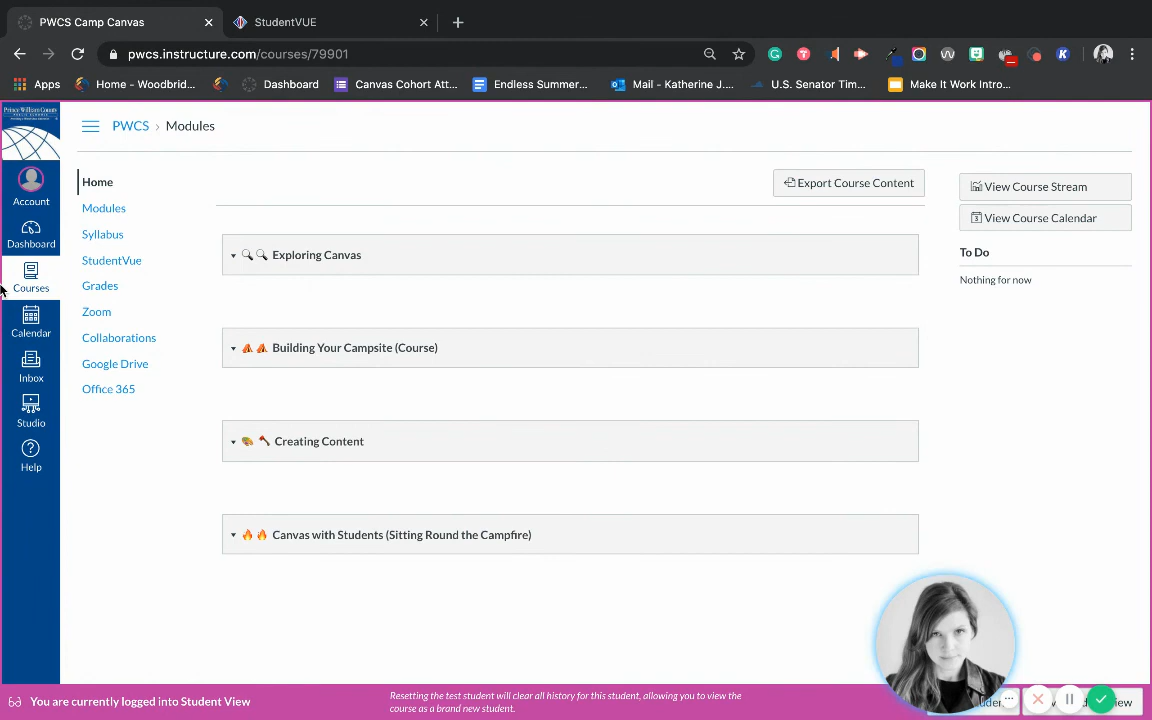 PWCS Camp Canvas
StudentVUE
pwcs.instructure.com/courses/79901
Apps
Home - Woodbrid...
Dashboard
Canvas Cohort Att...
Endless Summer...
Mail - Katherine J....
U.S. Senator Tim...
Make It Work Intro...
Prince William County
PUBLIC SCHOOLS
PWCS › Modules
Account
Dashboard
Courses
Calendar
Inbox
Studio
Help
Home
Modules
Syllabus
StudentVue
Grades
Zoom
Collaborations
Google Drive
Office 365
Export Course Content
Exploring Canvas
Building Your Campsite (Course)
Creating Content
Canvas with Students (Sitting Round the Campfire)
View Course Stream
View Course Calendar
To Do
Nothing for now
You are currently logged into Student View
Resetting the test student will clear all history for this student, allowing you to view the
course as a brand new student.